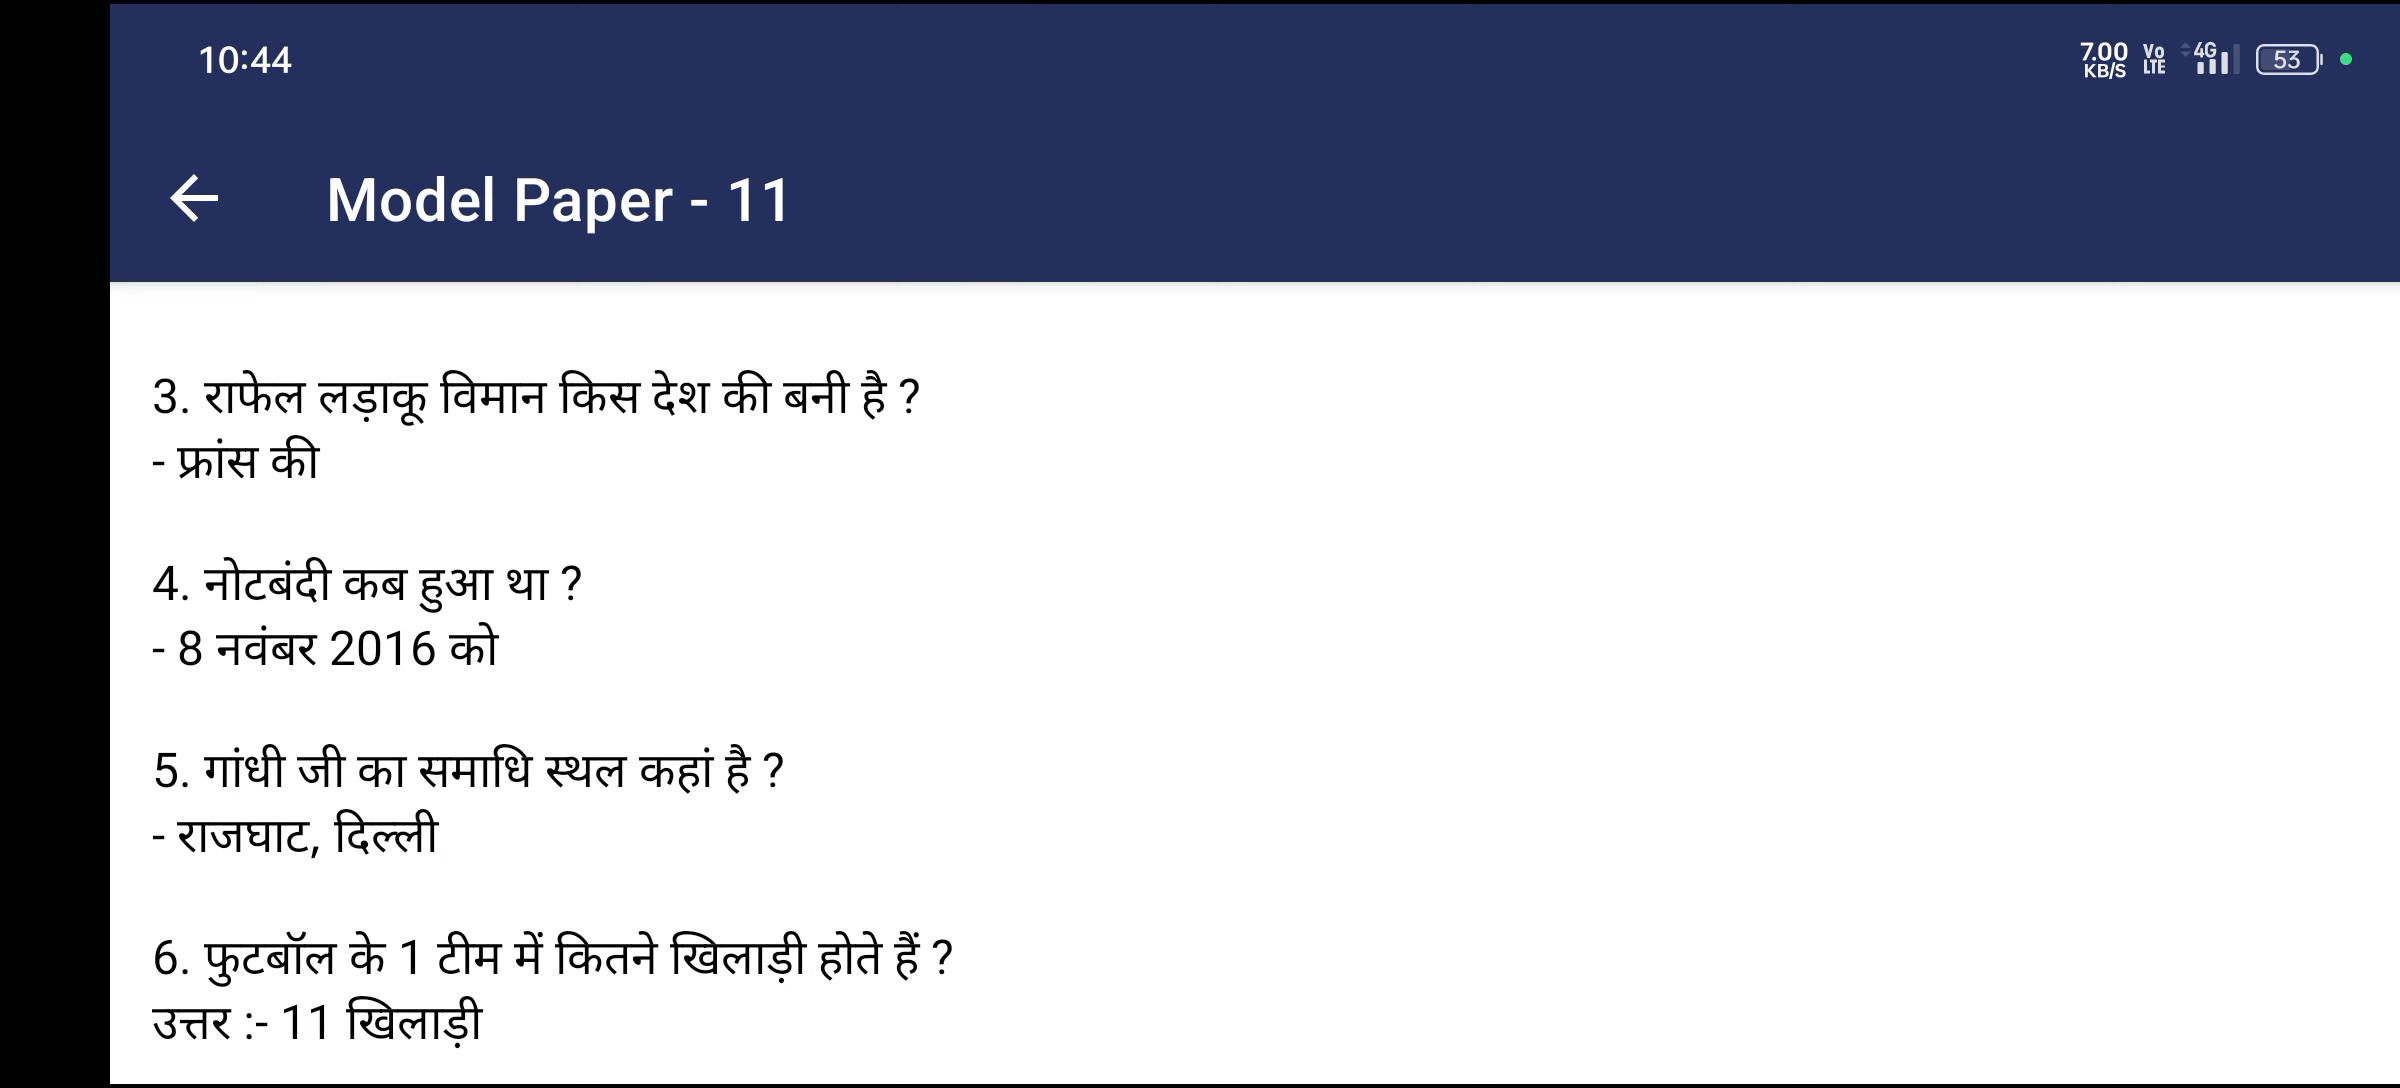 10:44
7.00 KB/S Vo LTE 4G 53
Model Paper - 11
3. राफेल लड़ाकू विमान किस देश की बनी है ?
- फ्रांस की
4. नोटबंदी कब हुआ था ?
- 8 नवंबर 2016 को
5. गांधी जी का समाधि स्थल कहां है ?
- राजघाट, दिल्ली
6. फुटबॉल के 1 टीम में कितने खिलाड़ी होते हैं ?
उत्तर :- 11 खिलाड़ी